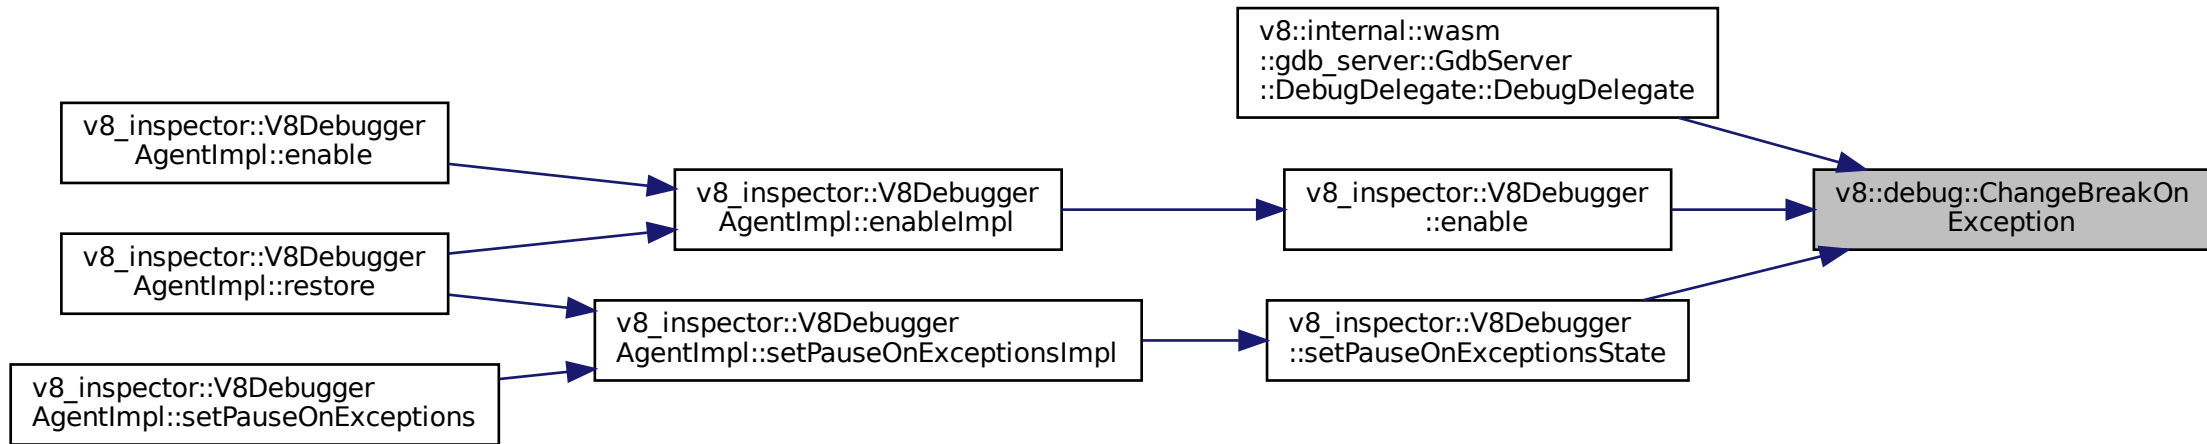 v8::internal::wasm
::gdb_server::GdbServer
::DebugDelegate::DebugDelegate
v8_inspector::V8Debugger
AgentImpl::enable
v8_inspector::V8Debugger
AgentImpl::enableImpl
v8_inspector::V8Debugger
::enable
v8::debug::ChangeBreakOn
Exception
v8_inspector::V8Debugger
AgentImpl::restore
v8_inspector::V8Debugger
AgentImpl::setPauseOnExceptionsImpl
v8_inspector::V8Debugger
::setPauseOnExceptionsState
v8_inspector::V8Debugger
AgentImpl::setPauseOnExceptions